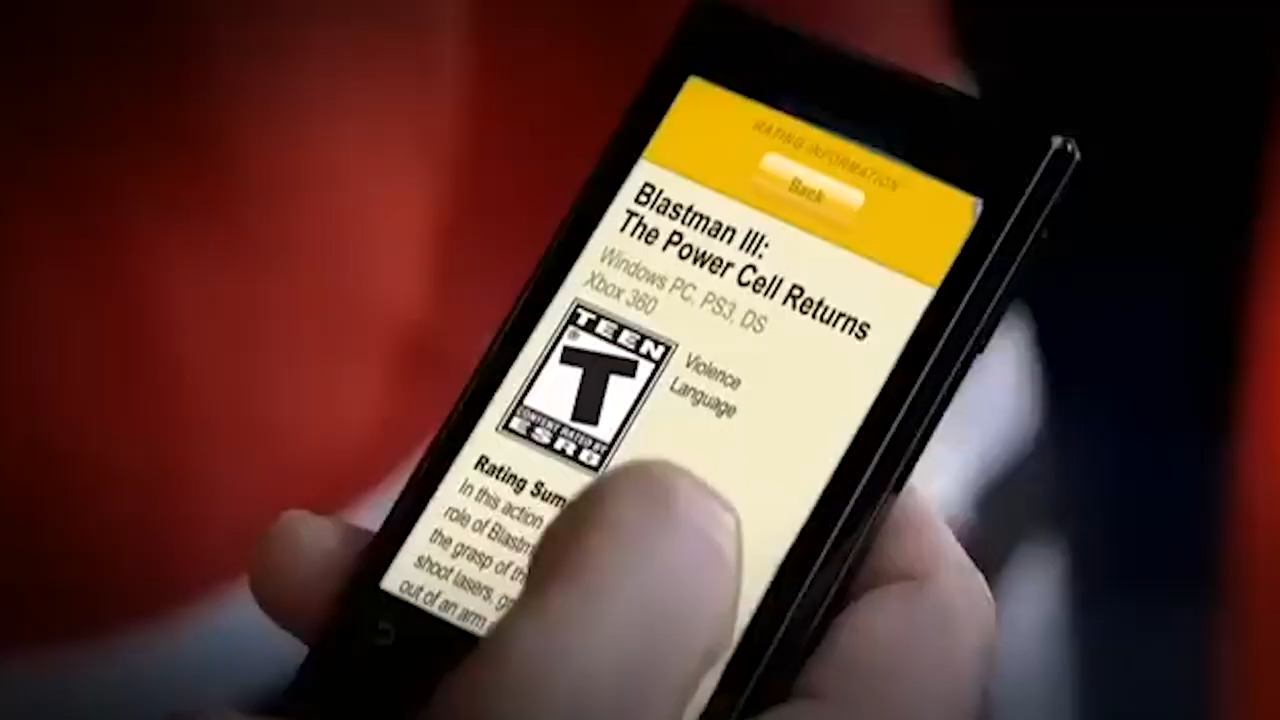 RATING INFORMATION
Back
Blastman III:
The Power Cell Returns
Windows PC, PS3, DS
Xbox 360
TEEN
T
CONTENT RATED BY
ESRB
Violence
Language
Rating Sum
In this action
role of Blastm
the grasp of th
shoot lasers, g
out of an arm